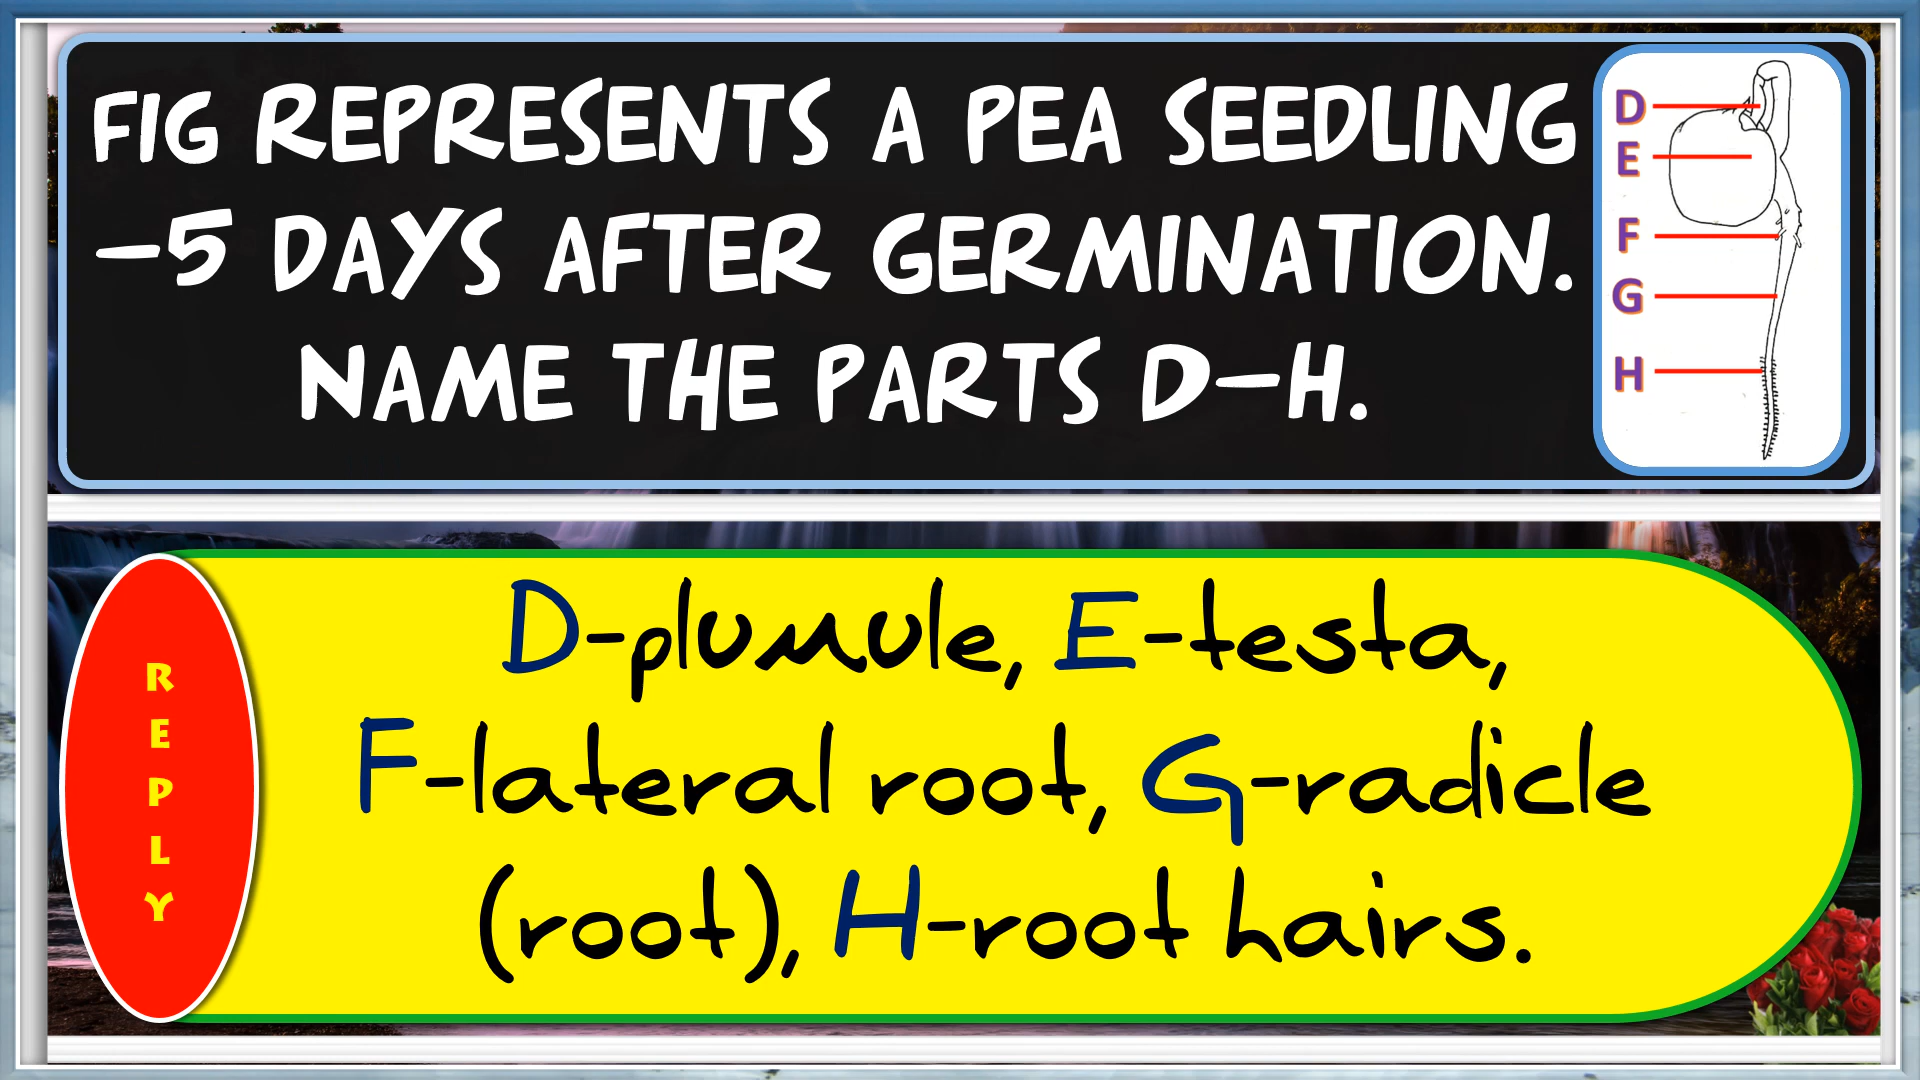 FIG REPRESENTS A PEA SEEDLING
-5 DAYS AFTER GERMINATION.
NAME THE PARTS D-H.
D
E
F
G
H
REPLY
D-plumule, E-testa,
F-lateral root, G-radicle
(root), H-root hairs.